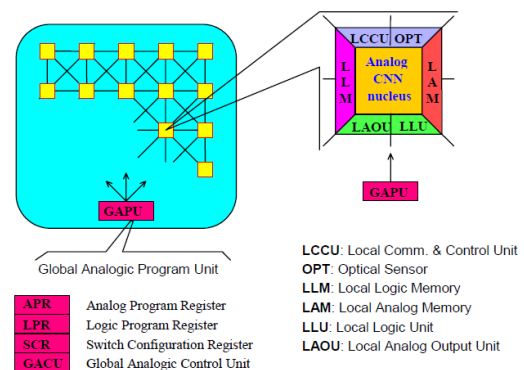 LCCU OPT
LLM
Analog
CNN
nucleus
LAM
LAOU LLU
GAPU
GAPU
Global Analogic Program Unit
APR Analog Program Register
LPR Logic Program Register
SCR Switch Configuration Register
GACU Global Analogic Control Unit
LCCU: Local Comm. & Control Unit
OPT: Optical Sensor
LLM: Local Logic Memory
LAM: Local Analog Memory
LLU: Local Logic Unit
LAOU: Local Analog Output Unit